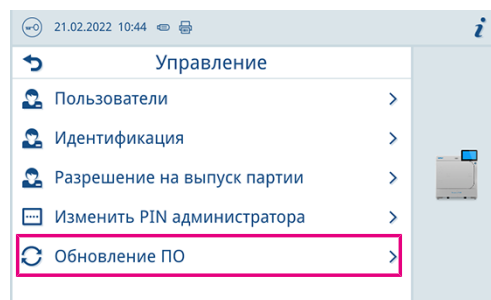 21.02.2022 10:44
Управление
Пользователи
Идентификация
Разрешение на выпуск партии
Изменить PIN администратора
Обновление ПО